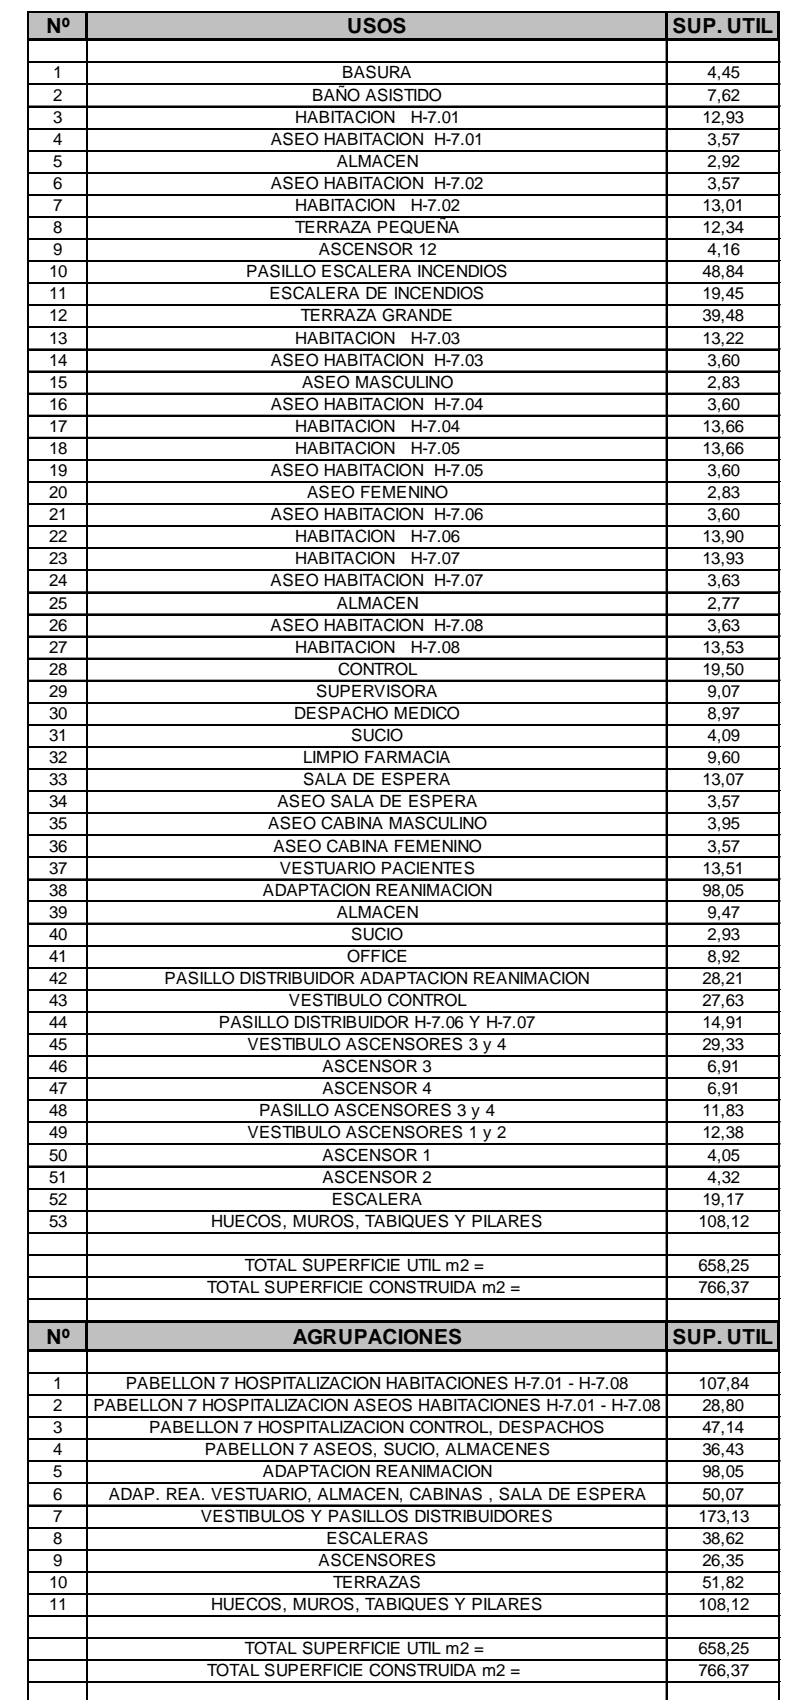 Nº USOS SUP. UTIL
1 BASURA 4,45
2 BAÑO ASISTIDO 7,62
3 HABITACION H-7.01 12,93
4 ASEO HABITACION H-7.01 3,57
5 ALMACEN 2,92
6 ASEO HABITACION H-7.02 3,57
7 HABITACION H-7.02 13,01
8 TERRAZA PEQUEÑA 12,34
9 ASCENSOR 12 4,16
10 PASILLO ESCALERA INCENDIOS 48,84
11 ESCALERA DE INCENDIOS 19,45
12 TERRAZA GRANDE 39,48
13 HABITACION H-7.03 13,22
14 ASEO HABITACION H-7.03 3,60
15 ASEO MASCULINO 2,83
16 ASEO HABITACION H-7.04 3,60
17 HABITACION H-7.04 13,66
18 HABITACION H-7.05 13,66
19 ASEO HABITACION H-7.05 3,60
20 ASEO FEMENINO 2,83
21 ASEO HABITACION H-7.06 3,60
22 HABITACION H-7.06 13,90
23 HABITACION H-7.07 13,93
24 ASEO HABITACION H-7.07 3,63
25 ALMACEN 2,77
26 ASEO HABITACION H-7.08 3,63
27 HABITACION H-7.08 13,53
28 CONTROL 19,50
29 SUPERVISORA 9,07
30 DESPACHO MEDICO 8,97
31 SUCIO 4,09
32 LIMPIO FARMACIA 9,60
33 SALA DE ESPERA 13,07
34 ASEO SALA DE ESPERA 3,57
35 ASEO CABINA MASCULINO 3,95
36 ASEO CABINA FEMENINO 3,57
37 VESTUARIO PACIENTES 13,51
38 ADAPTACION REANIMACION 98,05
39 ALMACEN 9,47
40 SUCIO 2,93
41 OFFICE 8,92
42 PASILLO DISTRIBUIDOR ADAPTACION REANIMACION 28,21
43 VESTIBULO CONTROL 27,63
44 PASILLO DISTRIBUIDOR H-7.06 Y H-7.07 14,91
45 VESTIBULO ASCENSORES 3 y 4 29,33
46 ASCENSOR 3 6,91
47 ASCENSOR 4 6,91
48 PASILLO ASCENSORES 3 y 4 11,83
49 VESTIBULO ASCENSORES 1 y 2 12,38
50 ASCENSOR 1 4,05
51 ASCENSOR 2 4,32
52 ESCALERA 19,17
53 HUECOS, MUROS, TABIQUES Y PILARES 108,12
TOTAL SUPERFICIE UTIL m2 = 658,25
TOTAL SUPERFICIE CONSTRUIDA m2 = 766,37
Nº AGRUPACIONES SUP. UTIL
1 PABELLON 7 HOSPITALIZACION HABITACIONES H-7.01 - H-7.08 107,84
2 PABELLON 7 HOSPITALIZACION ASEOS HABITACIONES H-7.01 - H-7.08 28,80
3 PABELLON 7 HOSPITALIZACION CONTROL, DESPACHOS 47,14
4 PABELLON 7 ASEOS, SUCIO, ALMACENES 36,43
5 ADAPTACION REANIMACION 98,05
6 ADAP. REA. VESTUARIO, ALMACEN, CABINAS , SALA DE ESPERA 50,07
7 VESTIBULOS Y PASILLOS DISTRIBUIDORES 173,13
8 ESCALERAS 38,62
9 ASCENSORES 26,35
10 TERRAZAS 51,82
11 HUECOS, MUROS, TABIQUES Y PILARES 108,12
TOTAL SUPERFICIE UTIL m2 = 658,25
TOTAL SUPERFICIE CONSTRUIDA m2 = 766,37